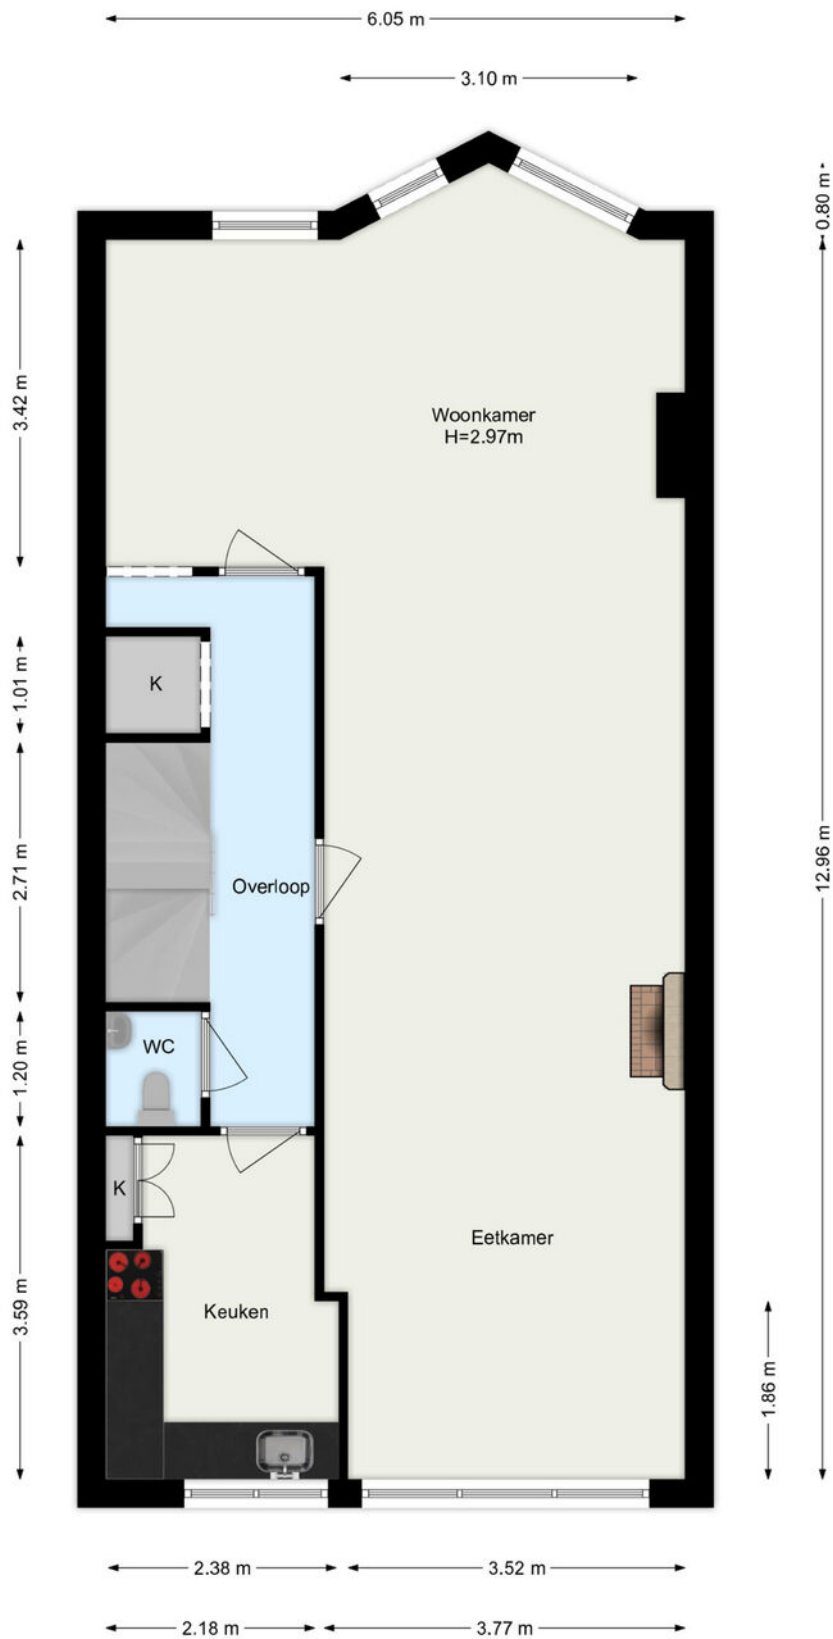 6.05 m
3.10 m
0.80 m
3.42 m
Woonkamer
H=2.97m
1.01 m
K
2.71 m
Overloop
12.96 m
1.20 m
WC
K
Eetkamer
3.59 m
Keuken
1.86 m
2.38 m
3.52 m
2.18 m
3.77 m